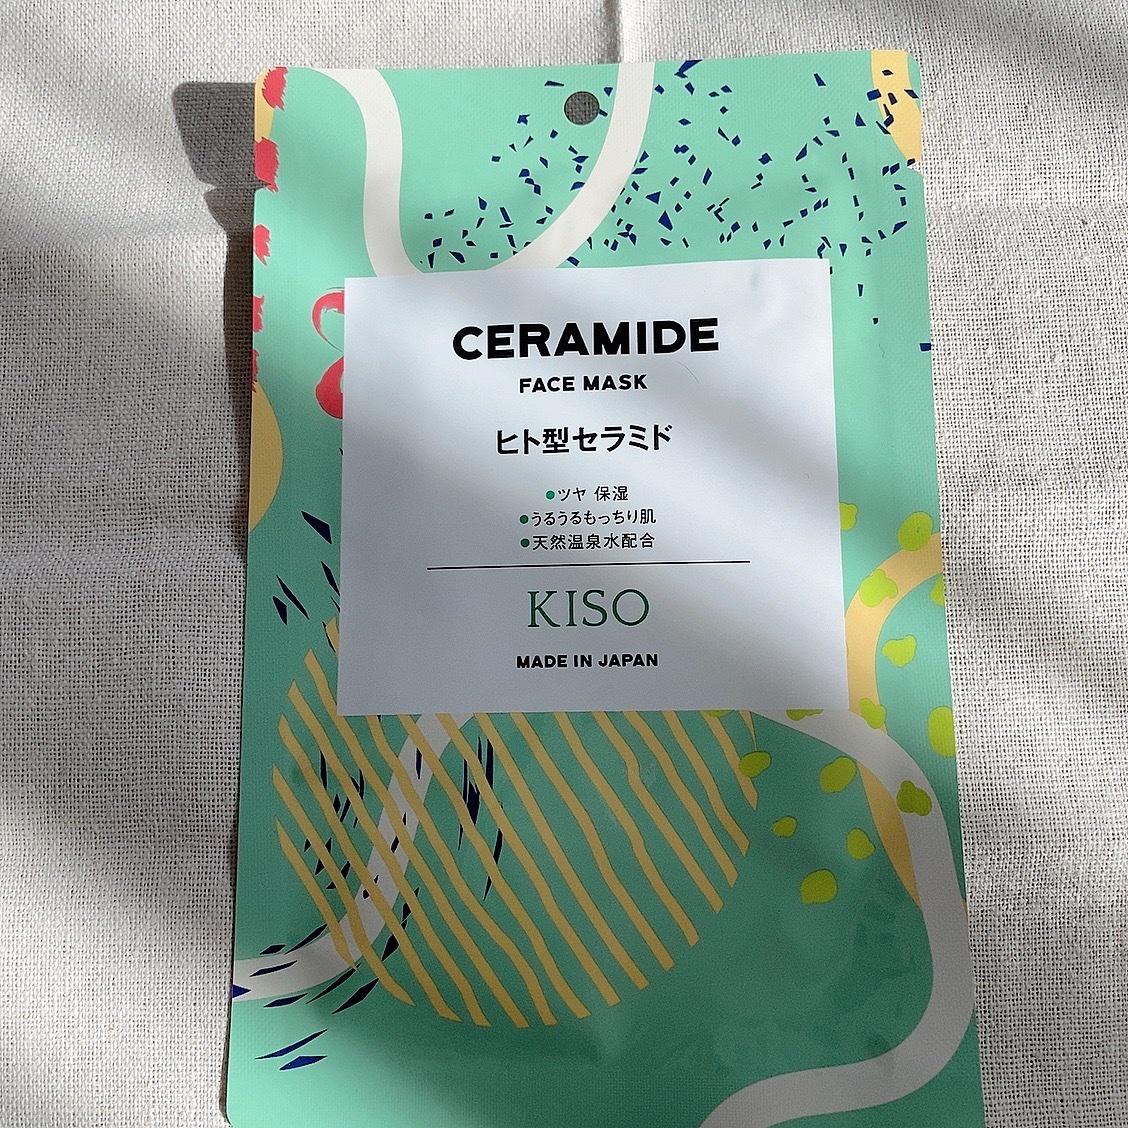 CERAMIDE
FACE MASK
ヒト型セラミド
●ツヤ 保湿
●うるうるもっちり肌
●天然温泉水配合
KISO
MADE IN JAPAN